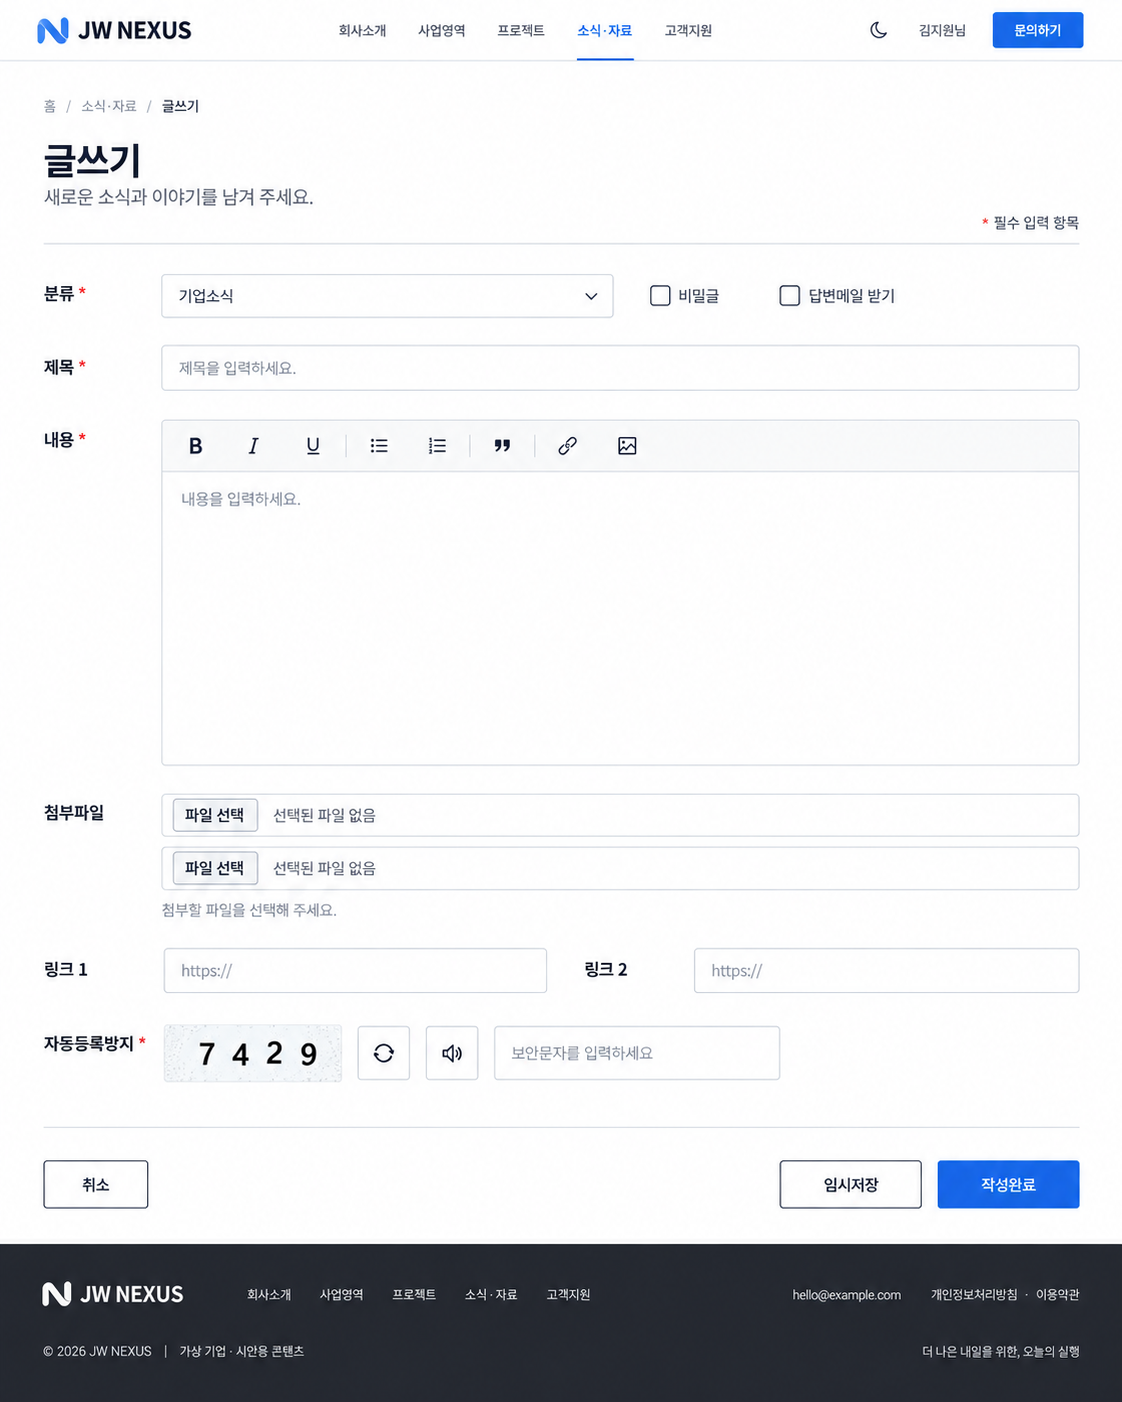 JW NEXUS 회사소개 사업영역 프로젝트 소식·자료 고객지원 김지원님 문의하기
홈 / 소식·자료 / 글쓰기
글쓰기
새로운 소식과 이야기를 남겨 주세요.
* 필수 입력 항목
분류 * 기업소식 비밀글 답변메일 받기
제목 * 제목을 입력하세요.
내용 * B I U
내용을 입력하세요.
첨부파일 파일 선택 선택된 파일 없음
파일 선택 선택된 파일 없음
첨부할 파일을 선택해 주세요.
링크 1 https:// 링크 2 https://
자동등록방지 * 7 4 2 9 보안문자를 입력하세요
취소 임시저장 작성완료
JW NEXUS 회사소개 사업영역 프로젝트 소식·자료 고객지원 hello@example.com 개인정보처리방침 · 이용약관
© 2026 JW NEXUS | 가상 기업 · 시안용 콘텐츠 더 나은 내일을 위한, 오늘의 실행